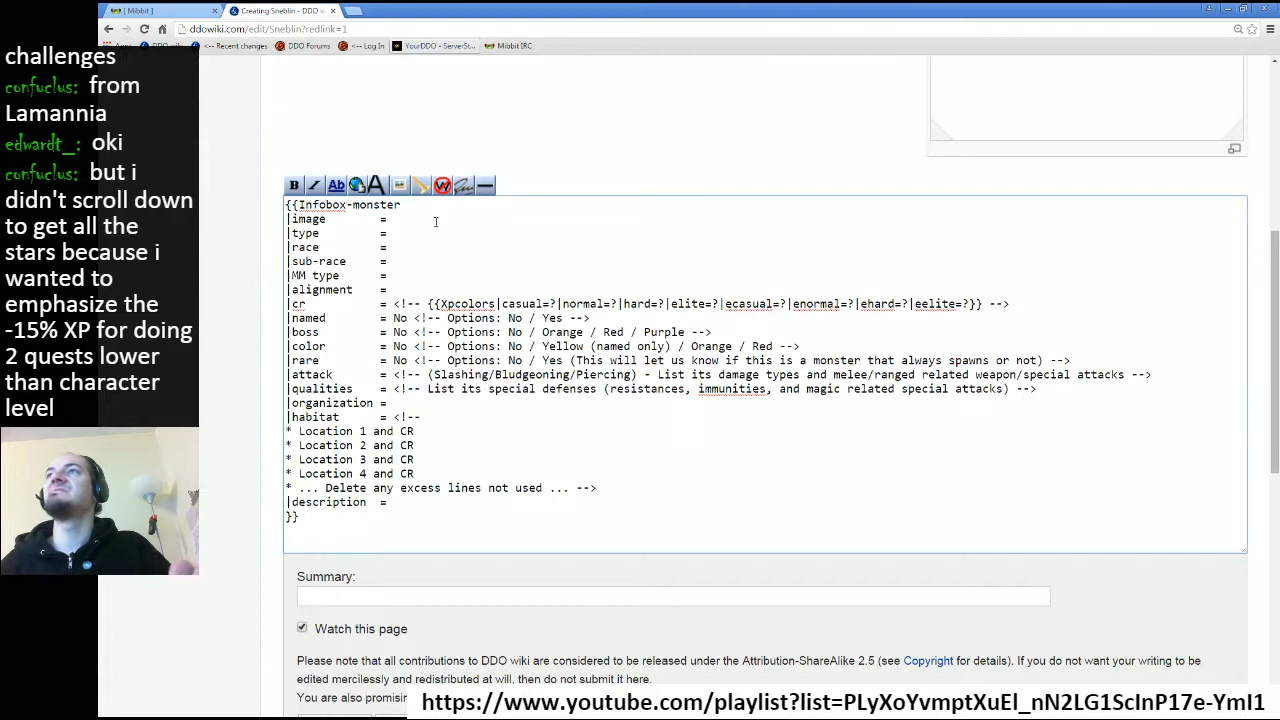 [ Mibbit ]
Creating Sneblin - DDO w
ddowiki.com/edit/Sneblin?redlink=1
<-- Recent changes
DDO Forums
<-- Log In
YourDDO - ServerSt...
Mibbit IRC
challenges
confuclus: from
Lamannia
edwardt_: oki
confuclus: but i
didn't scroll down
to get all the
stars because i
wanted to
emphasize the
-15% XP for doing
2 quests lower
than character
level
B I Ab A W
{{Infobox-monster
|image =
|type =
|race =
|sub-race =
|MM type =
|alignment =
|cr = <!-- {{Xpcolors|casual=?|normal=?|hard=?|elite=?|ecasual=?|enormal=?|ehard=?|eelite=?}} -->
|named = No <!-- Options: No / Yes -->
|boss = No <!-- Options: No / Orange / Red / Purple -->
|color = No <!-- Options: No / Yellow (named only) / Orange / Red -->
|rare = No <!-- Options: No / Yes (This will let us know if this is a monster that always spawns or not) -->
|attack = <!-- (Slashing/Bludgeoning/Piercing) - List its damage types and melee/ranged related weapon/special attacks -->
|qualities = <!-- List its special defenses (resistances, immunities, and magic related special attacks) -->
|organization =
|habitat = <!--
* Location 1 and CR
* Location 2 and CR
* Location 3 and CR
* Location 4 and CR
* ... Delete any excess lines not used ... -->
|description =
}}
Summary:
Watch this page
Please note that all contributions to DDO wiki are considered to be released under the Attribution-ShareAlike 2.5 (see Copyright for details). If you do not want your writing to be
edited mercilessly and redistributed at will, then do not submit it here.
You are also promisin
https://www.youtube.com/playlist?list=PLyXoYvmptXuEl_nN2LG1ScInP17e-YmI1